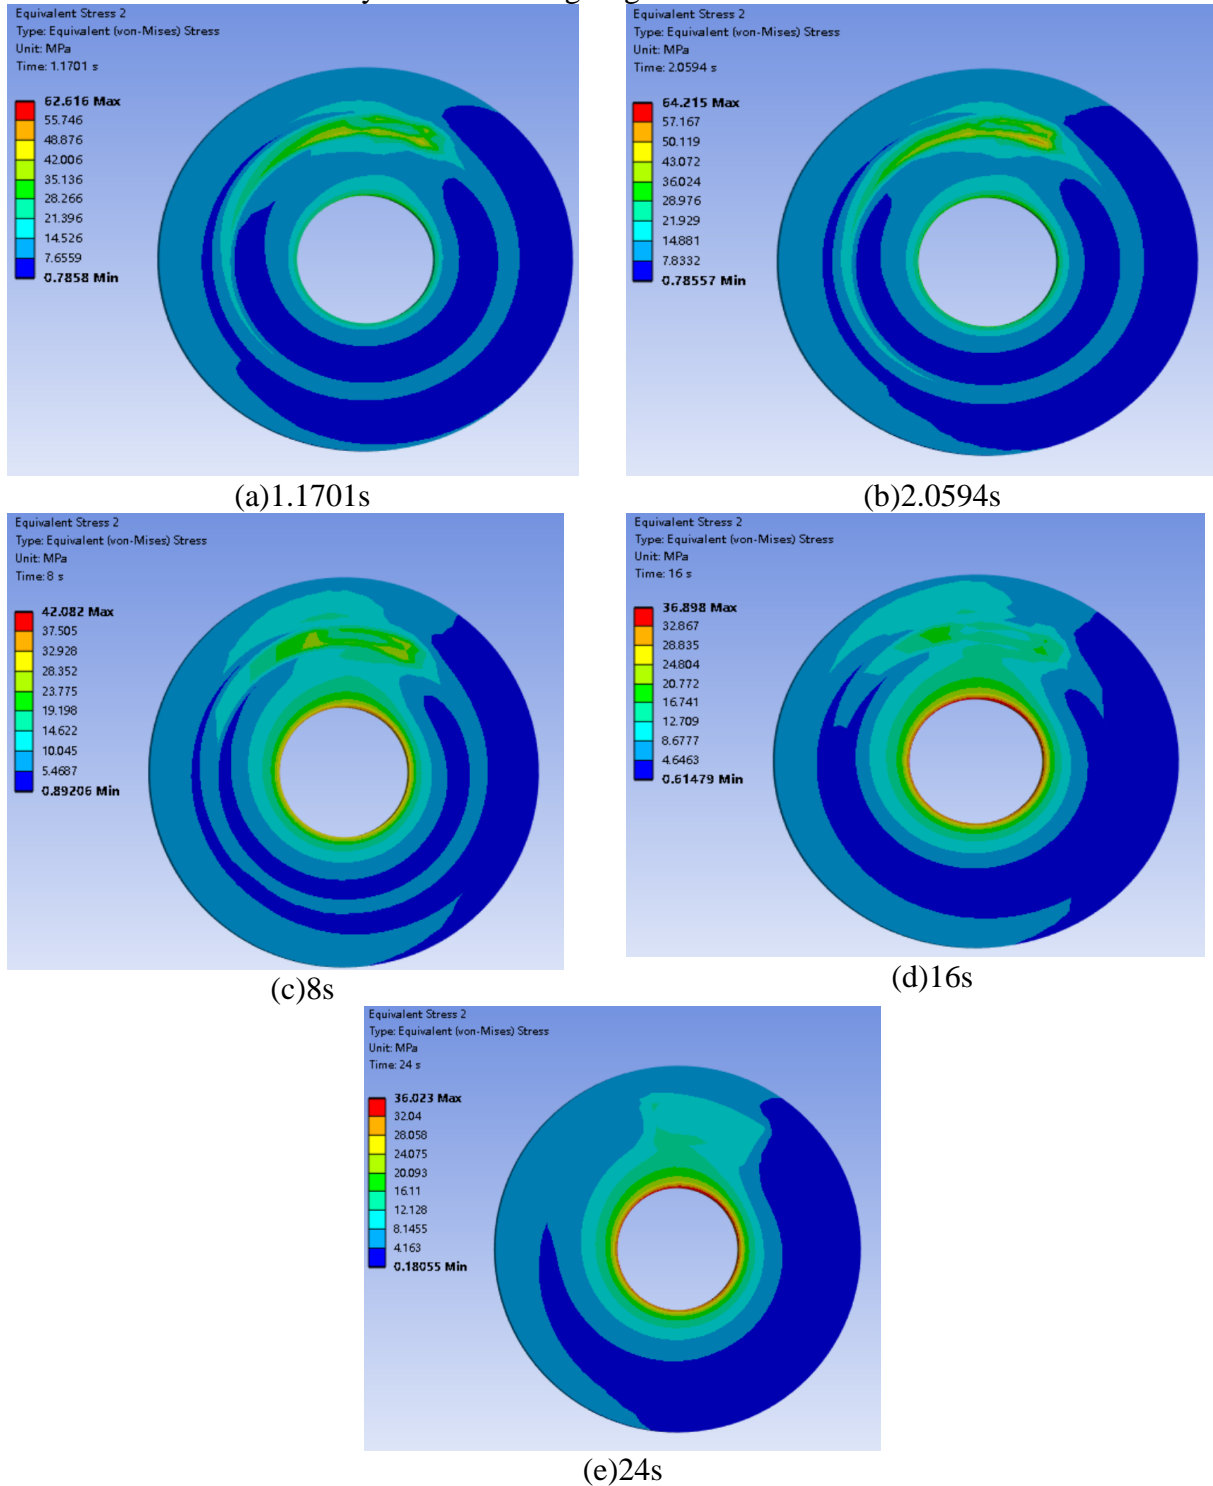 Equivalent Stress 2
Type: Equivalent (von-Mises) Stress
Unit: MPa
Time: 1.1701 s
62.616 Max
55.746
48.876
42.006
35.136
28.266
21.396
14.526
7.6559
0.7858 Min
(a)1.1701s
Equivalent Stress 2
Type: Equivalent (von-Mises) Stress
Unit: MPa
Time: 2.0594 s
64.215 Max
57.167
50.119
43.072
36.024
28.976
21.929
14.881
7.8332
0.78557 Min
(b)2.0594s
Equivalent Stress 2
Type: Equivalent (von-Mises) Stress
Unit: MPa
Time: 8 s
42.082 Max
37.505
32.928
28.352
23.775
19.198
14.622
10.045
5.4687
0.89206 Min
(c)8s
Equivalent Stress 2
Type: Equivalent (von-Mises) Stress
Unit: MPa
Time: 16 s
36.898 Max
32.867
28.835
24.804
20.772
16.741
12.709
8.6777
4.6463
0.61479 Min
(d)16s
Equivalent Stress 2
Type: Equivalent (von-Mises) Stress
Unit: MPa
Time: 24 s
36.023 Max
32.04
28.058
24.075
20.093
16.11
12.128
8.1455
4.163
0.18055 Min
(e)24s